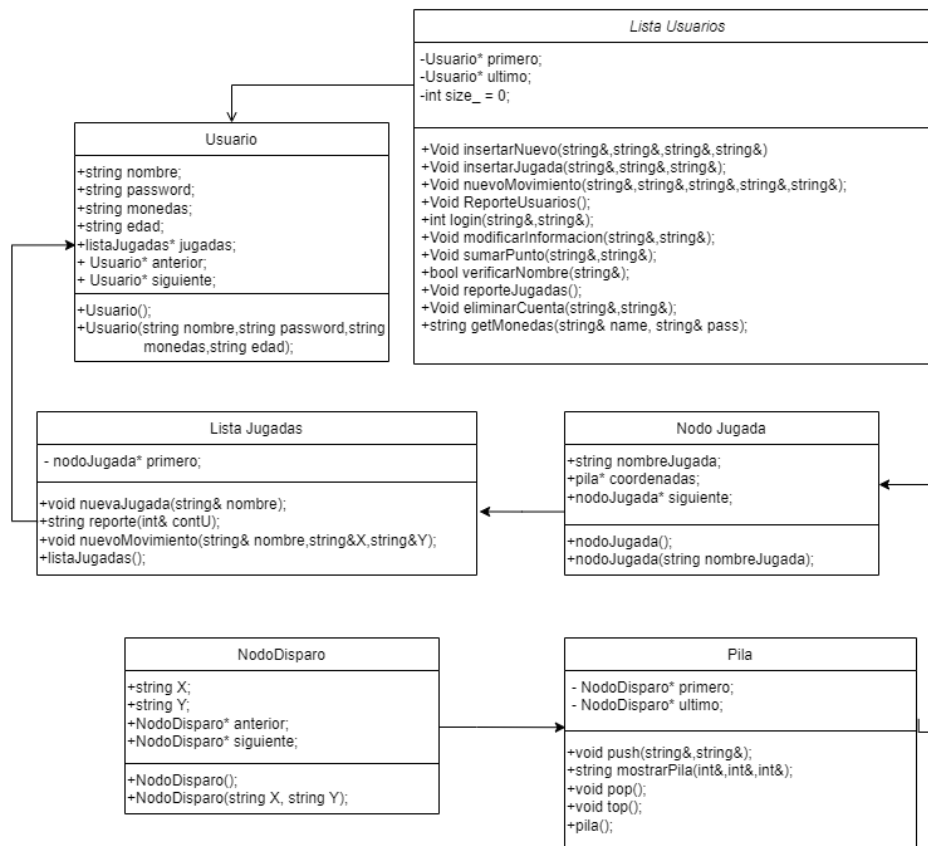 Lista Usuarios
-Usuario* primero;
-Usuario* ultimo;
-int size_ = 0;
+Void insertarNuevo(string&,string&,string&,string&)
+Void insertarJugada(string&,string&,string&);
+Void nuevoMovimiento(string&,string&,string&,string&,string&);
+Void ReporteUsuarios();
+int login(string&,string&);
+Void modificarInformacion(string&,string&);
+Void sumarPunto(string&,string&);
+bool verificarNombre(string&);
+Void reporteJugadas();
+Void eliminarCuenta(string&,string&);
+string getMonedas(string& name, string& pass);
Usuario
+string nombre;
+string password;
+string monedas;
+string edad;
+listaJugadas* jugadas;
+ Usuario* anterior;
+ Usuario* siguiente;
+Usuario();
+Usuario(string nombre,string password,string
monedas,string edad);
Lista Jugadas
- nodoJugada* primero;
+void nuevaJugada(string& nombre);
+string reporte(int& contU);
+void nuevoMovimiento(string& nombre,string&X,string&Y);
+listaJugadas();
Nodo Jugada
+string nombreJugada;
+pila* coordenadas;
+nodoJugada* siguiente;
+nodoJugada();
+nodoJugada(string nombreJugada);
NodoDisparo
+string X;
+string Y;
+NodoDisparo* anterior;
+NodoDisparo* siguiente;
+NodoDisparo();
+NodoDisparo(string X, string Y);
Pila
- NodoDisparo* primero;
- NodoDisparo* ultimo;
+void push(string&,string&);
+string mostrarPila(int&,int&,int&);
+void pop();
+void top();
+pila();